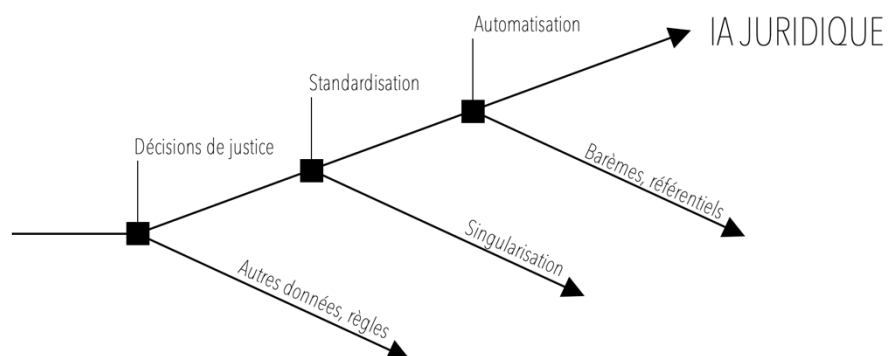 Automatisation
IA JURIDIQUE
Standardisation
Décisions de justice
Barèmes, référentiels
Singularisation
Autres données, règles